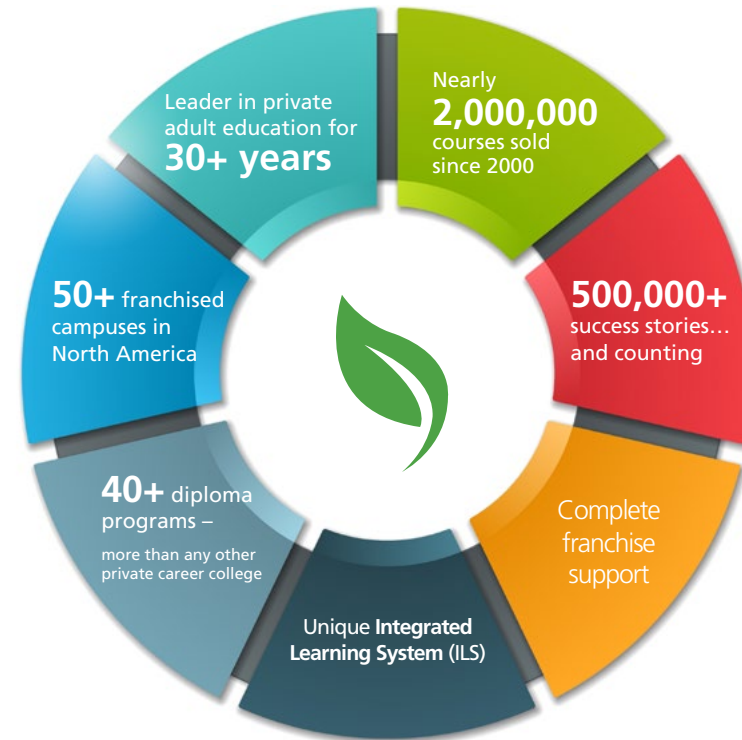 Leader in private
adult education for
30+ years
Nearly
2,000,000
courses sold
since 2000
500,000+
success stories…
and counting
Complete
franchise
support
Unique Integrated
Learning System (ILS)
40+ diploma
programs –
more than any other
private career college
50+ franchised
campuses in
North America